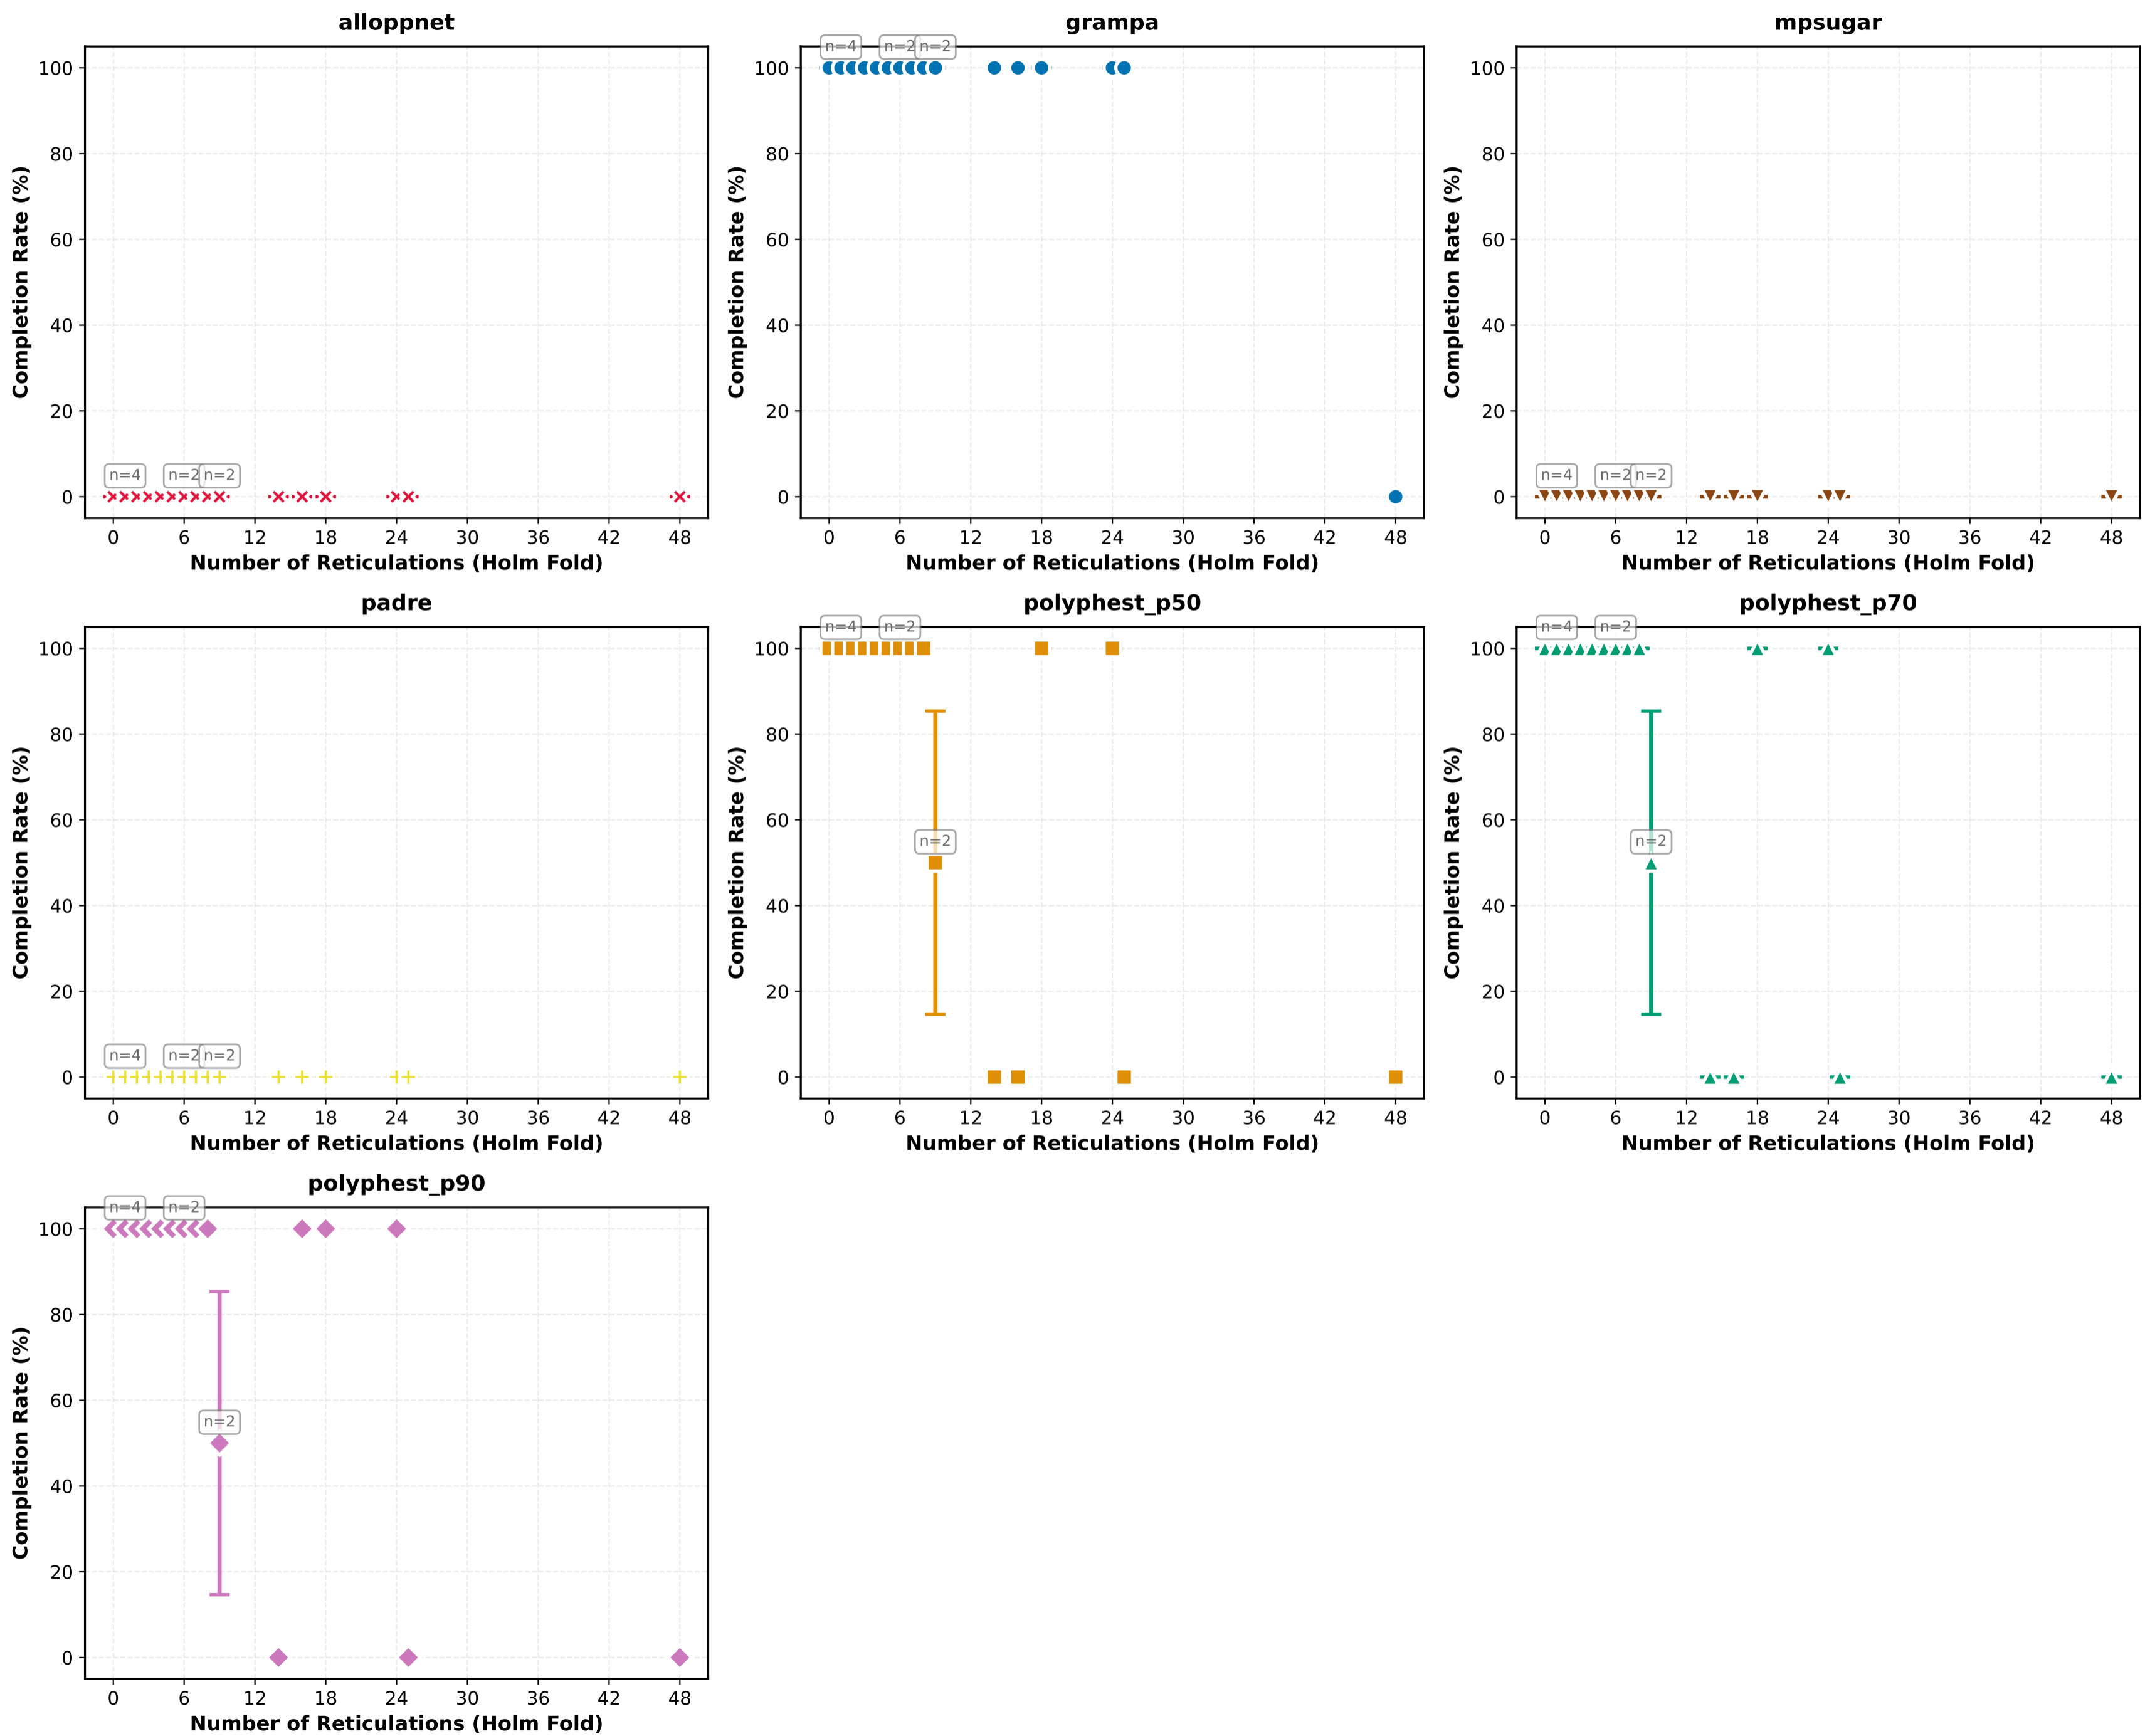 alloppnet
grampa
mpsugar
Completion Rate (%)
100
80
60
40
20
0
n=4
n=2
n=2
0 6 12 18 24 30 36 42 48
Number of Reticulations (Holm Fold)
Completion Rate (%)
100
80
60
40
20
0
n=4
n=2
n=2
0 6 12 18 24 30 36 42 48
Number of Reticulations (Holm Fold)
Completion Rate (%)
100
80
60
40
20
0
n=4
n=2
n=2
0 6 12 18 24 30 36 42 48
Number of Reticulations (Holm Fold)
padre
polyphest_p50
polyphest_p70
Completion Rate (%)
100
80
60
40
20
0
n=4
n=2
n=2
0 6 12 18 24 30 36 42 48
Number of Reticulations (Holm Fold)
Completion Rate (%)
100
80
60
40
20
0
n=4
n=2
n=2
0 6 12 18 24 30 36 42 48
Number of Reticulations (Holm Fold)
Completion Rate (%)
100
80
60
40
20
0
n=4
n=2
n=2
0 6 12 18 24 30 36 42 48
Number of Reticulations (Holm Fold)
polyphest_p90
Completion Rate (%)
100
80
60
40
20
0
n=4
n=2
n=2
0 6 12 18 24 30 36 42 48
Number of Reticulations (Holm Fold)